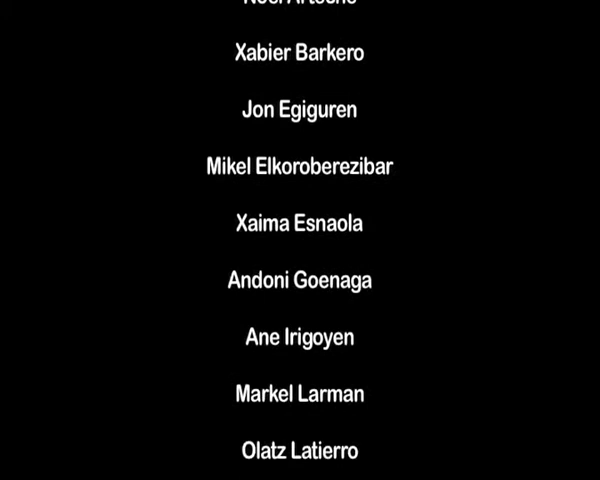 Xabier Barkero
Jon Egiguren
Mikel Elkoroberezibar
Xaima Esnaola
Andoni Goenaga
Ane Irigoyen
Markel Larman
Olatz Latierro